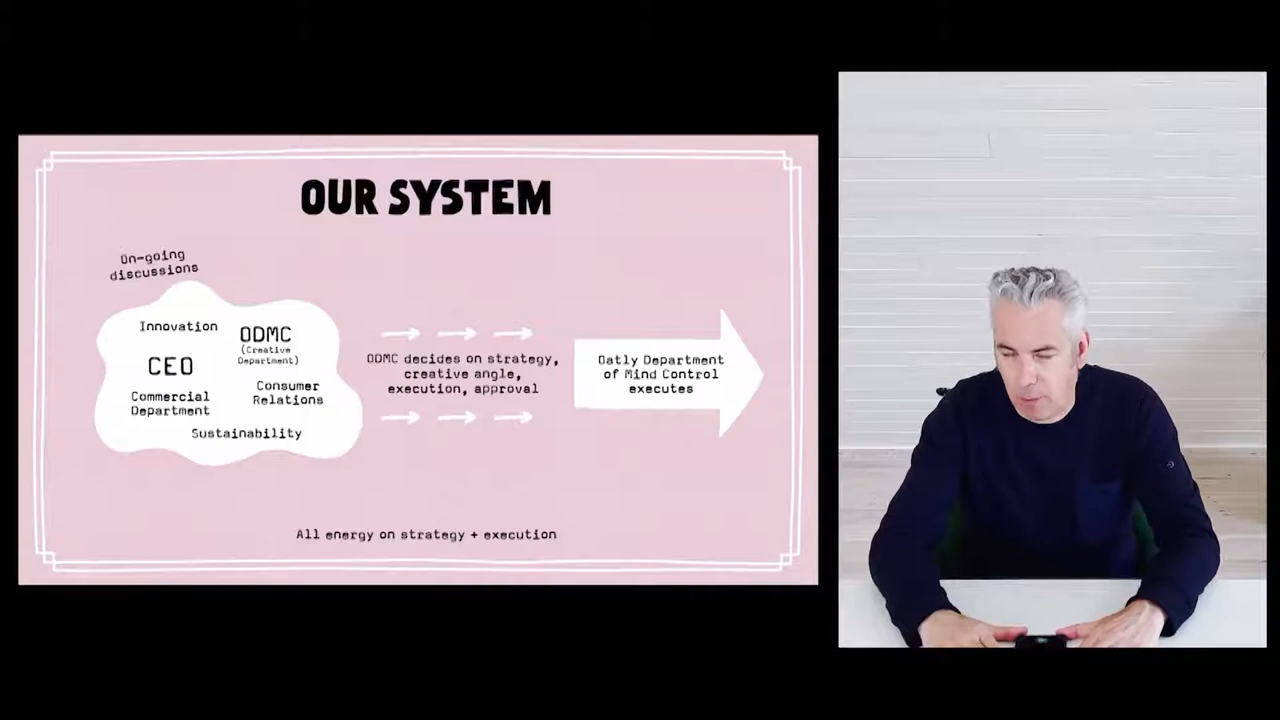 OUR SYSTEM
On-going
discussions
Innovation
ODMC
(Creative
Department)
CEO
Consumer
Relations
Commercial
Department
Sustainability
ODMC decides on strategy,
creative angle,
execution, approval
Oatly Department
of Mind Control
executes
All energy on strategy + execution